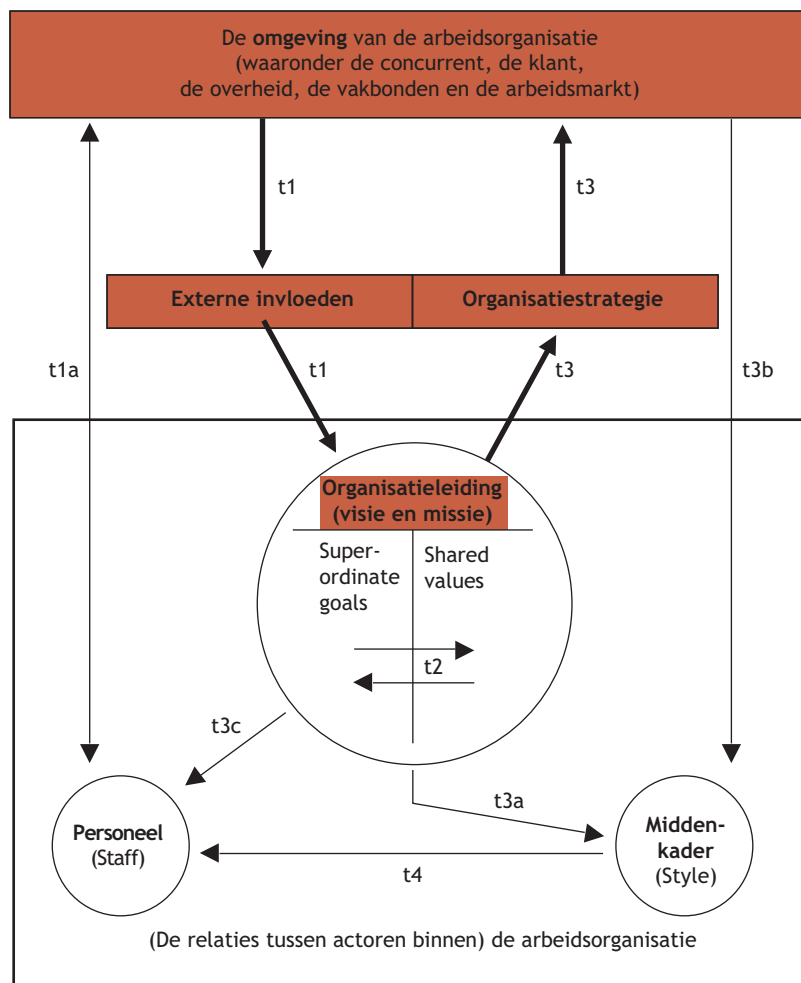 De omgeving van de arbeidsorganisatie
(waaronder de concurrent, de klant,
de overheid, de vakbonden en de arbeidsmarkt)
t1
t3
Externe invloeden
Organisatiestrategie
t1a
t1
t3
t3b
Organisatieleiding
(visie en missie)
Super-
ordinate
goals
Shared
values
t2
t3c
t3a
Personeel
(Staff)
Midden-
kader
(Style)
t4
(De relaties tussen actoren binnen) de arbeidsorganisatie